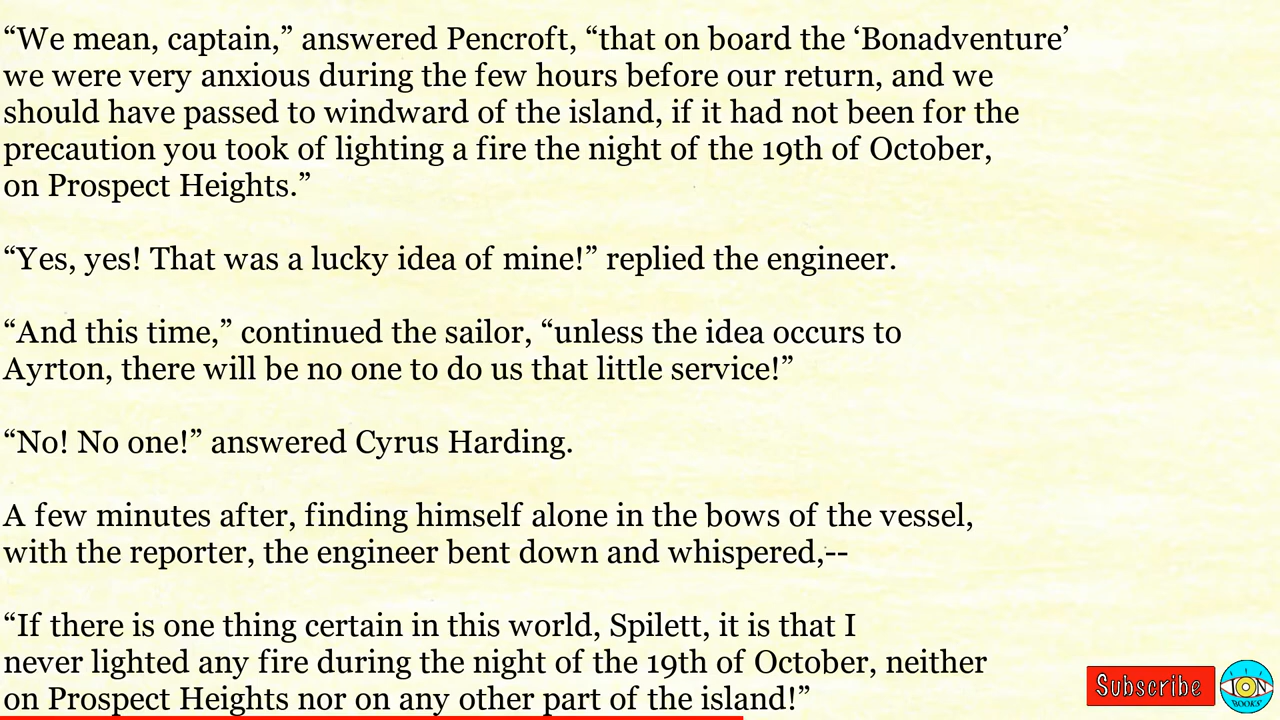 “We mean, captain,” answered Pencroft, “that on board the ‘Bonadventure’
we were very anxious during the few hours before our return, and we
should have passed to windward of the island, if it had not been for the
precaution you took of lighting a fire the night of the 19th of October,
on Prospect Heights.”
“Yes, yes! That was a lucky idea of mine!” replied the engineer.
“And this time,” continued the sailor, “unless the idea occurs to
Ayrton, there will be no one to do us that little service!”
“No! No one!” answered Cyrus Harding.
A few minutes after, finding himself alone in the bows of the vessel,
with the reporter, the engineer bent down and whispered,--
“If there is one thing certain in this world, Spilett, it is that I
never lighted any fire during the night of the 19th of October, neither
on Prospect Heights nor on any other part of the island!”
Subscribe
ION
BOOKS